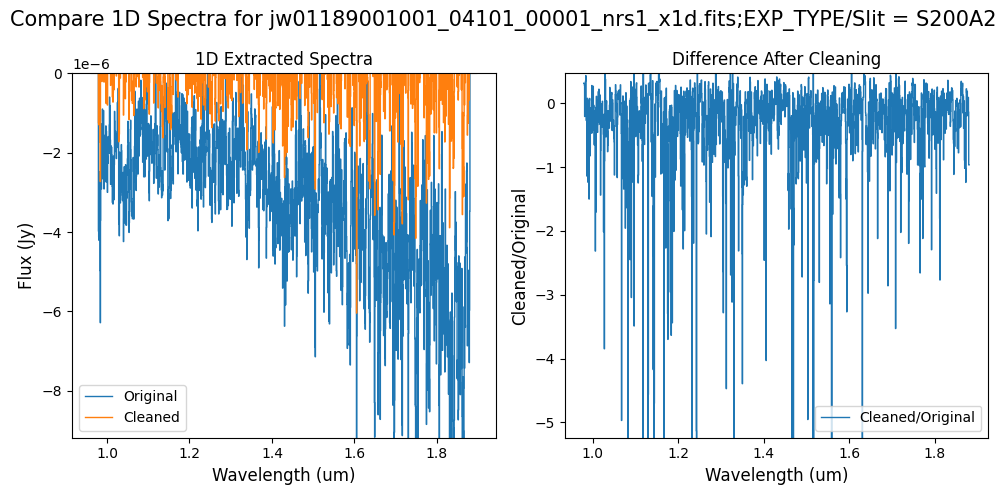 Compare 1D Spectra for jw01189001001_04101_00001_nrs1_x1d.fits;EXP_TYPE/Slit = S200A2
1D Extracted Spectra
1e−6
0
−2
−4
−6
−8
Flux (Jy)
Original
Cleaned
1.0
1.2
1.4
1.6
1.8
Wavelength (um)
Difference After Cleaning
0
−1
−2
−3
−4
−5
Cleaned/Original
Cleaned/Original
1.0
1.2
1.4
1.6
1.8
Wavelength (um)